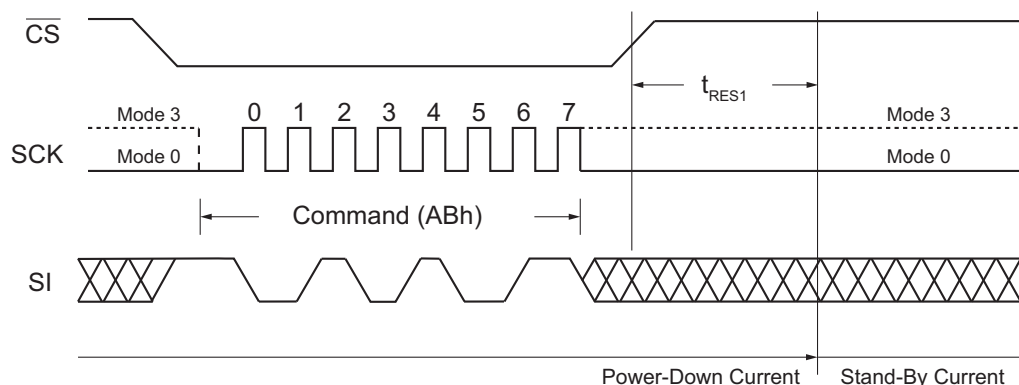 CS
tRES1
0 1 2 3 4 5 6 7
Mode 3 Mode 3
SCK
Mode 0 Mode 0
Command (ABh)
SI
Power-Down Current Stand-By Current